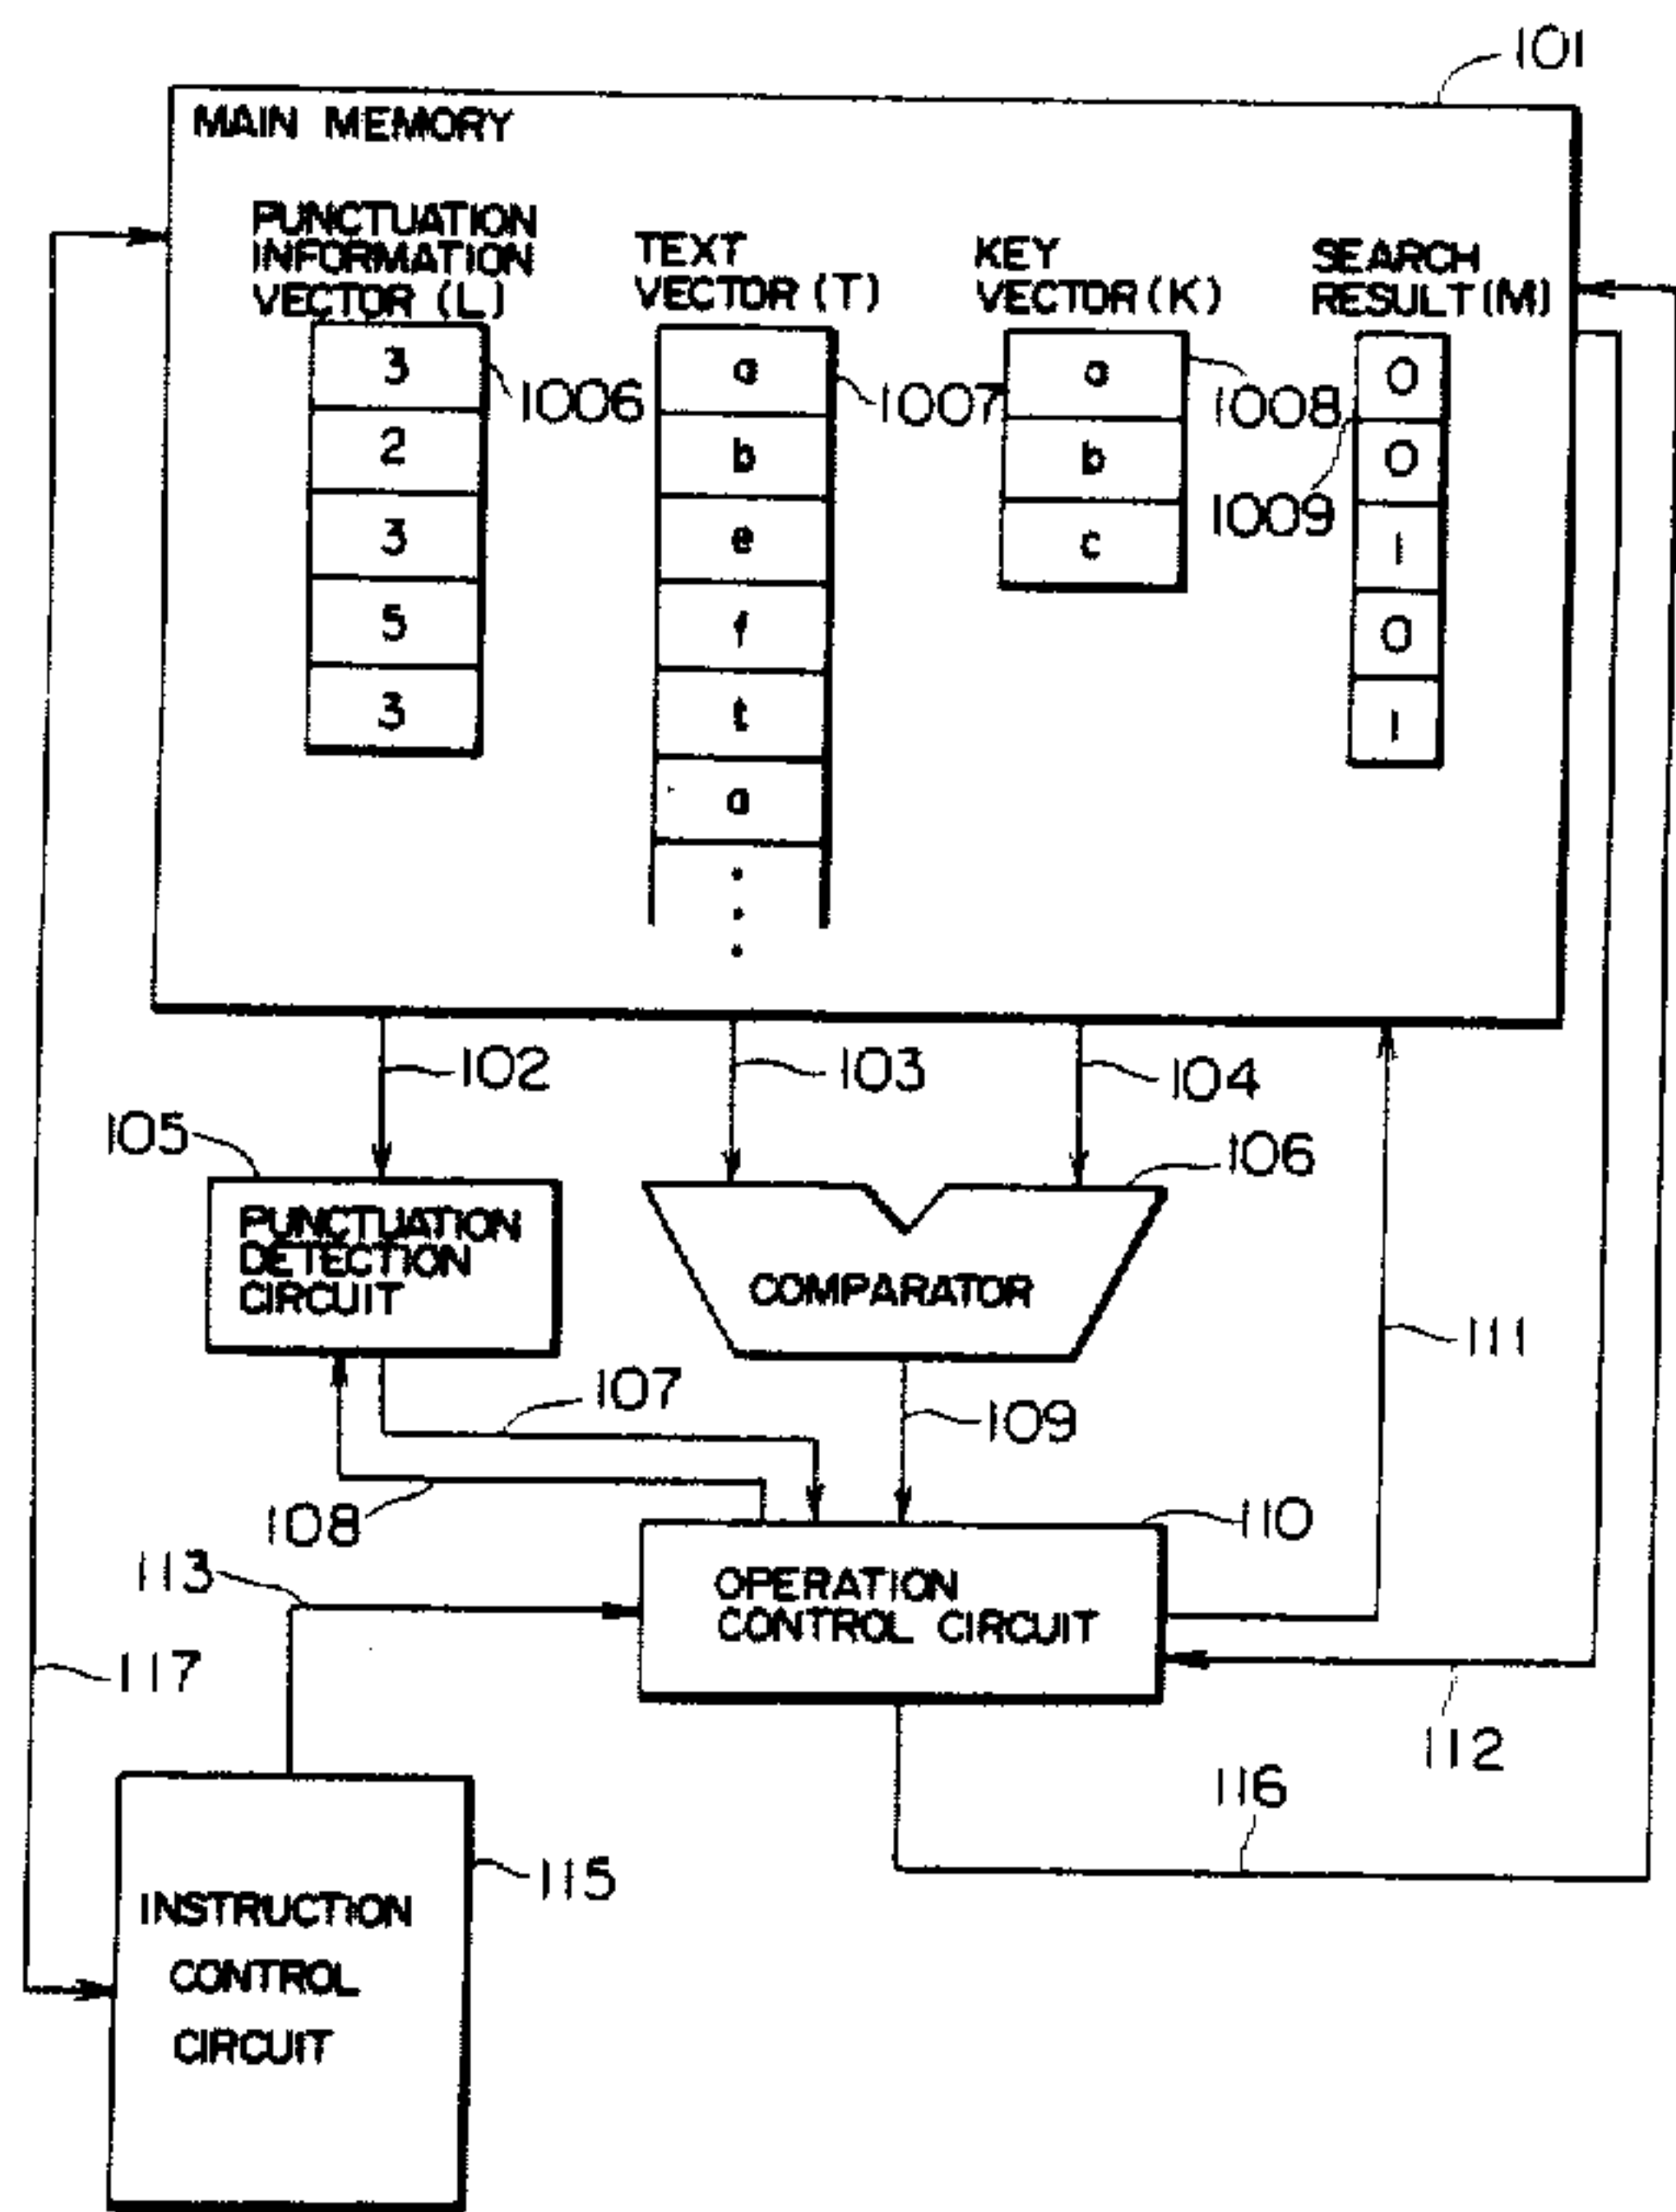 101
MAIN MEMORY
PUNCTUATION
INFORMATION
VECTOR (L)
TEXT
VECTOR (T)
KEY
VECTOR (K)
SEARCH
RESULT (M)
3
2
3
5
3
1006
a
b
e
f
t
a
1007
a
b
c
1008
0
0
1
0
1
1009
102
103
104
105
106
PUNCTUATION
DETECTION
CIRCUIT
COMPARATOR
111
107
109
108
110
113
OPERATION
CONTROL CIRCUIT
117
112
116
115
INSTRUCTION
CONTROL
CIRCUIT